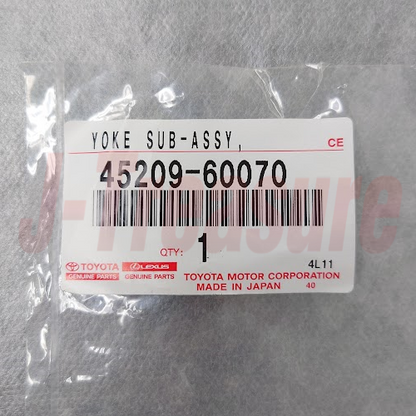 YOKE SUB-ASSY,
CE
45209-60070
J-Treasure
QTY: 1
4L11
TOYOTA LEXUS TOYOTA MOTOR CORPORATION
GENUINE PARTS GENUINE PARTS MADE IN JAPAN 40